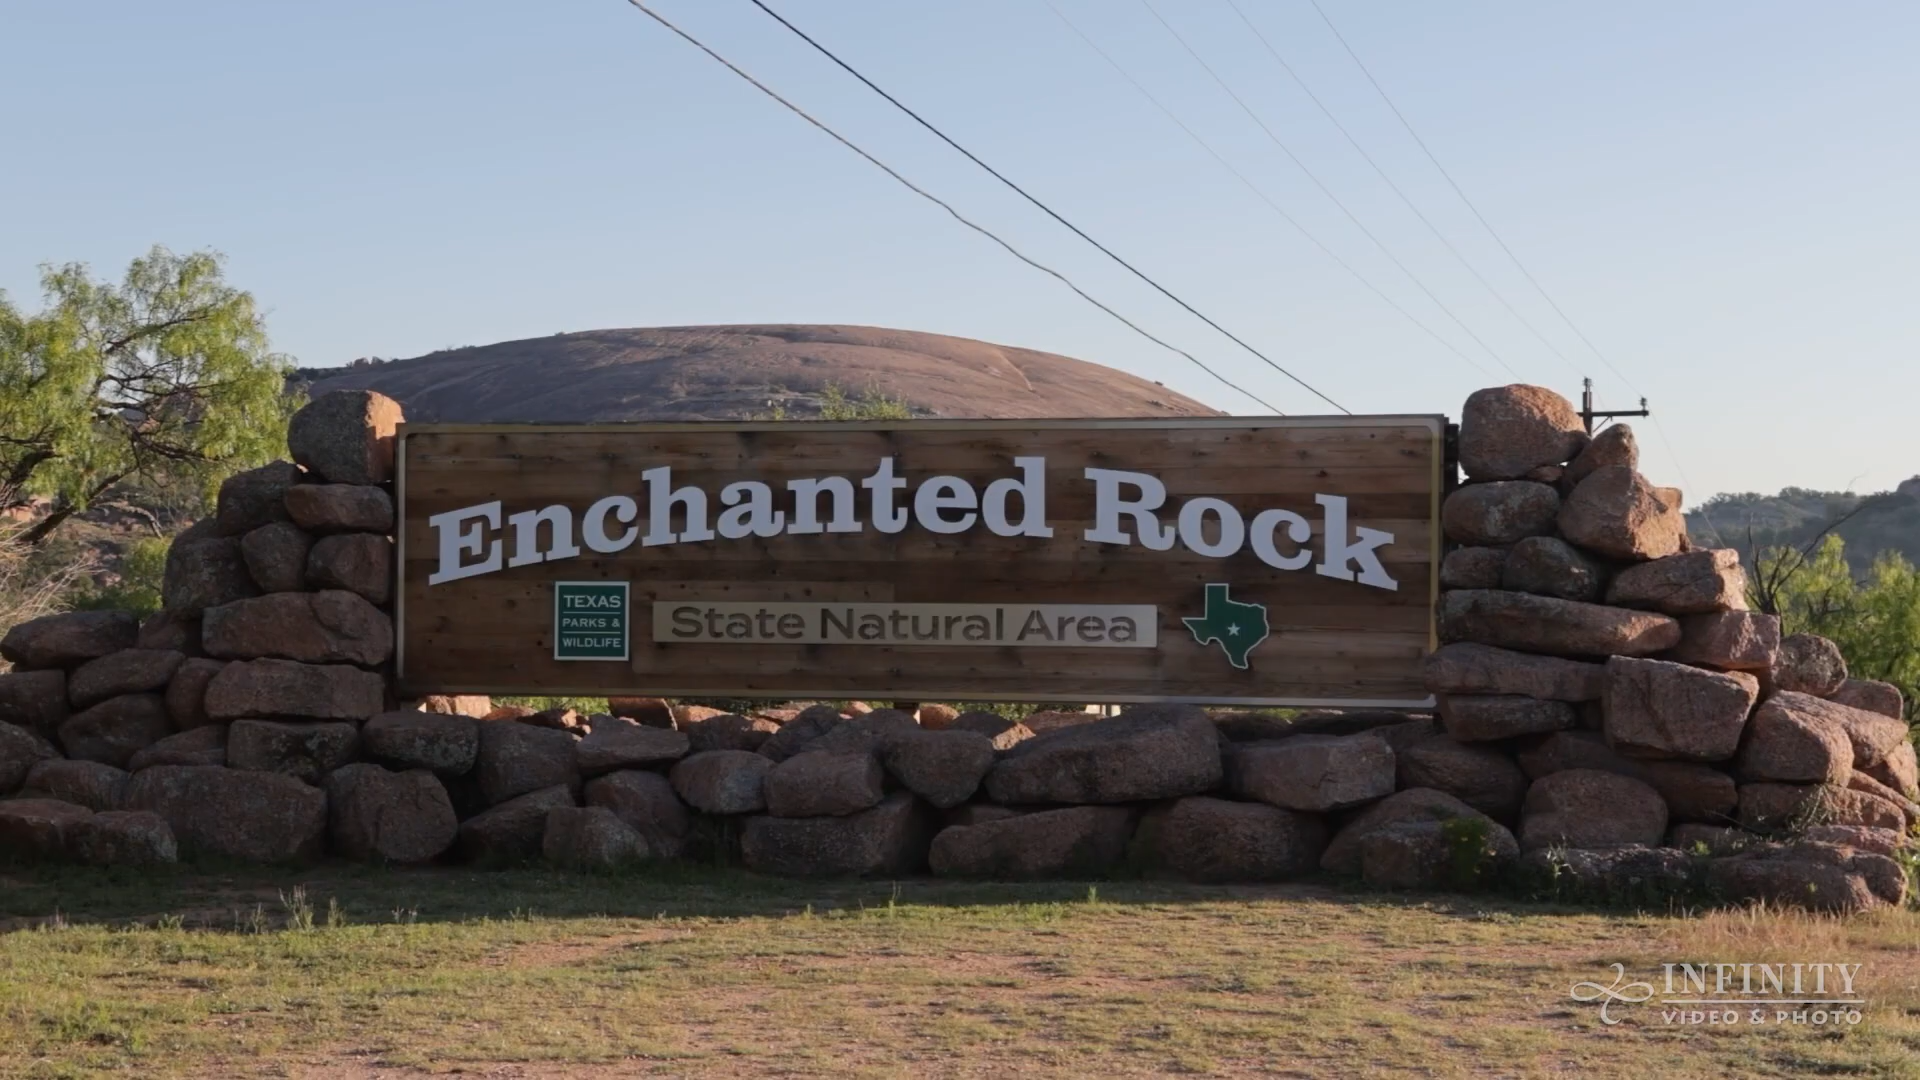 Enchanted Rock
TEXAS
PARKS &
WILDLIFE
State Natural Area
INFINITY
VIDEO & PHOTO